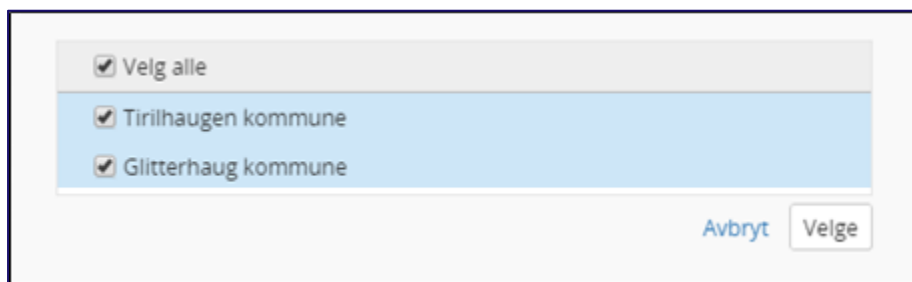 Velg alle
Tirilhaugen kommune
Glitterhaug kommune
Avbryt Velge